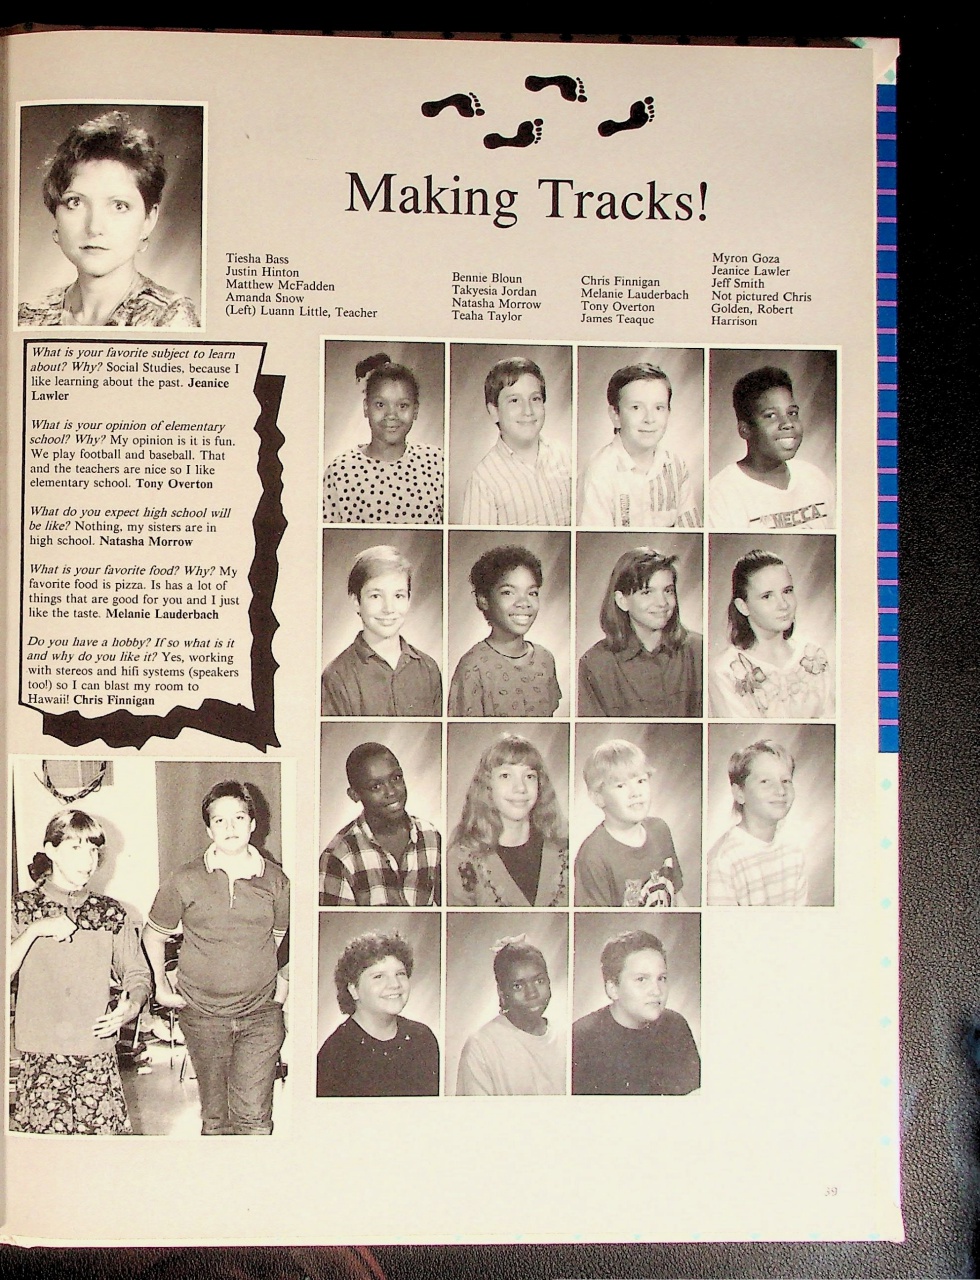 Making Tracks!
Tiesha Bass
Justin Hinton
Matthew McFadden
Amanda Snow
(Left) Luann Little, Teacher
Bennie Bloun
Takyesia Jordan
Natasha Morrow
Teaha Taylor
Chris Finnigan
Melanie Lauderbach
Tony Overton
James Teaque
Myron Goza
Jeanice Lawler
Jeff Smith
Not pictured Chris
Golden, Robert
Harrison
What is your favorite subject to learn
about? Why? Social Studies, because I
like learning about the past. Jeanice
Lawler
What is your opinion of elementary
school? Why? My opinion is it is fun.
We play football and baseball. That
and the teachers are nice so I like
elementary school. Tony Overton
What do you expect high school will
be like? Nothing, my sisters are in
high school. Natasha Morrow
What is your favorite food? Why? My
favorite food is pizza. Is has a lot of
things that are good for you and I just
like the taste. Melanie Lauderbach
Do you have a hobby? If so what is it
and why do you like it? Yes, working
with stereos and hifi systems (speakers
too!) so I can blast my room to
Hawaii! Chris Finnigan
MECCA
39